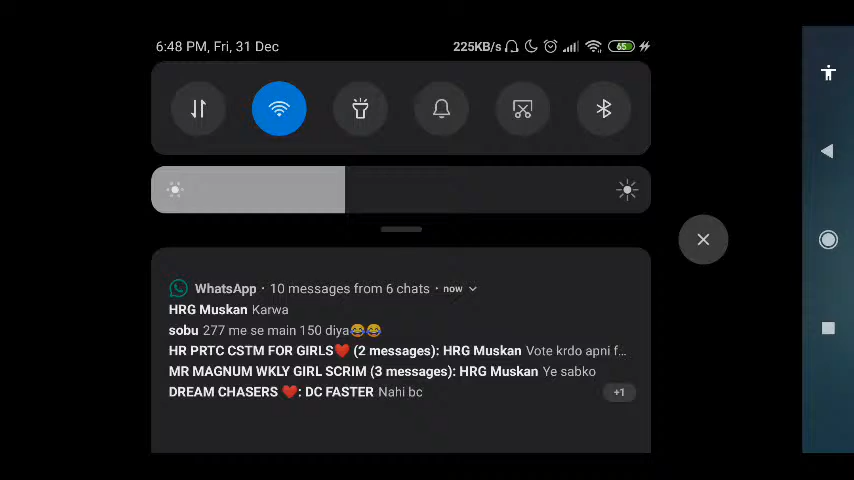 6:48 PM, Fri, 31 Dec
225KB/s 65
WhatsApp · 10 messages from 6 chats · now
HRG Muskan Karwa
sobu 277 me se main 150 diya😂😂
HR PRTC CSTM FOR GIRLS❤️ (2 messages): HRG Muskan Vote krdo apni f...
MR MAGNUM WKLY GIRL SCRIM (3 messages): HRG Muskan Ye sabko
DREAM CHASERS ❤️: DC FASTER Nahi bc
+1